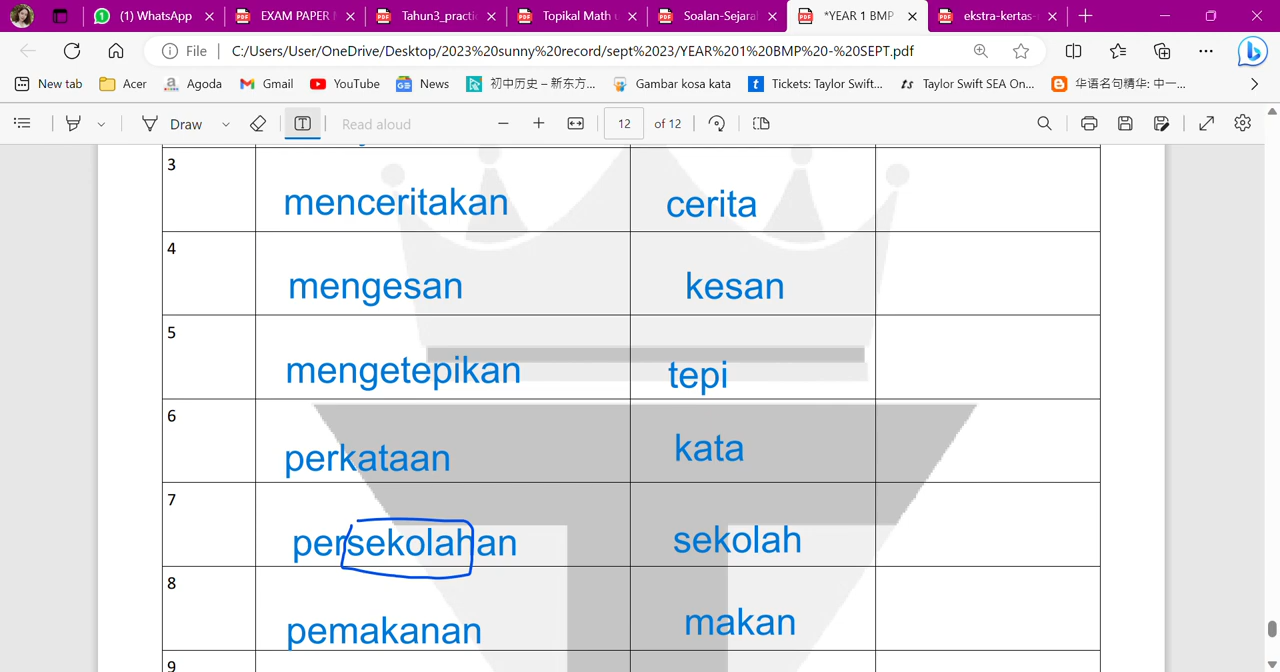 (1) WhatsApp
EXAM PAPER
Tahun3_practi
Topikal Math u
Soalan-Sejaral
*YEAR 1 BMP
ekstra-kertas-
File
C:/Users/User/OneDrive/Desktop/2023%20sunny%20record/sept%2023/YEAR%201%20BMP%20-%20SEPT.pdf
New tab
Acer
Agoda
Gmail
YouTube
News
初中历史 – 新东方...
Gambar kosa kata
Tickets: Taylor Swift...
Taylor Swift SEA On...
华语名句精华: 中一...
Draw
Read aloud
12 of 12
3 menceritakan cerita
4 mengesan kesan
5 mengetepikan tepi
6 perkataan kata
7 persekolahan sekolah
8 pemakanan makan
9